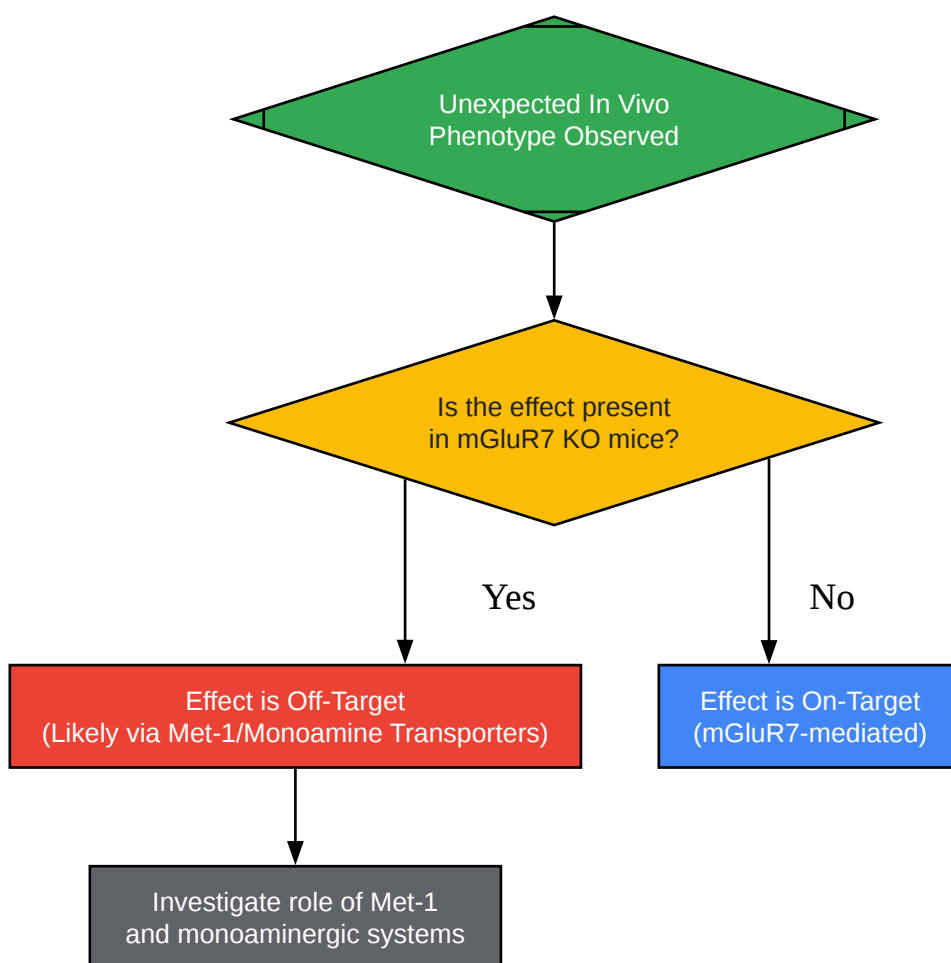 Unexpected In Vivo
Phenotype Observed
Is the effect present
in mGluR7 KO mice?
Yes
No
Effect is Off-Target
(Likely via Met-1/Monoamine Transporters)
Effect is On-Target
(mGluR7-mediated)
Investigate role of Met-1
and monoaminergic systems